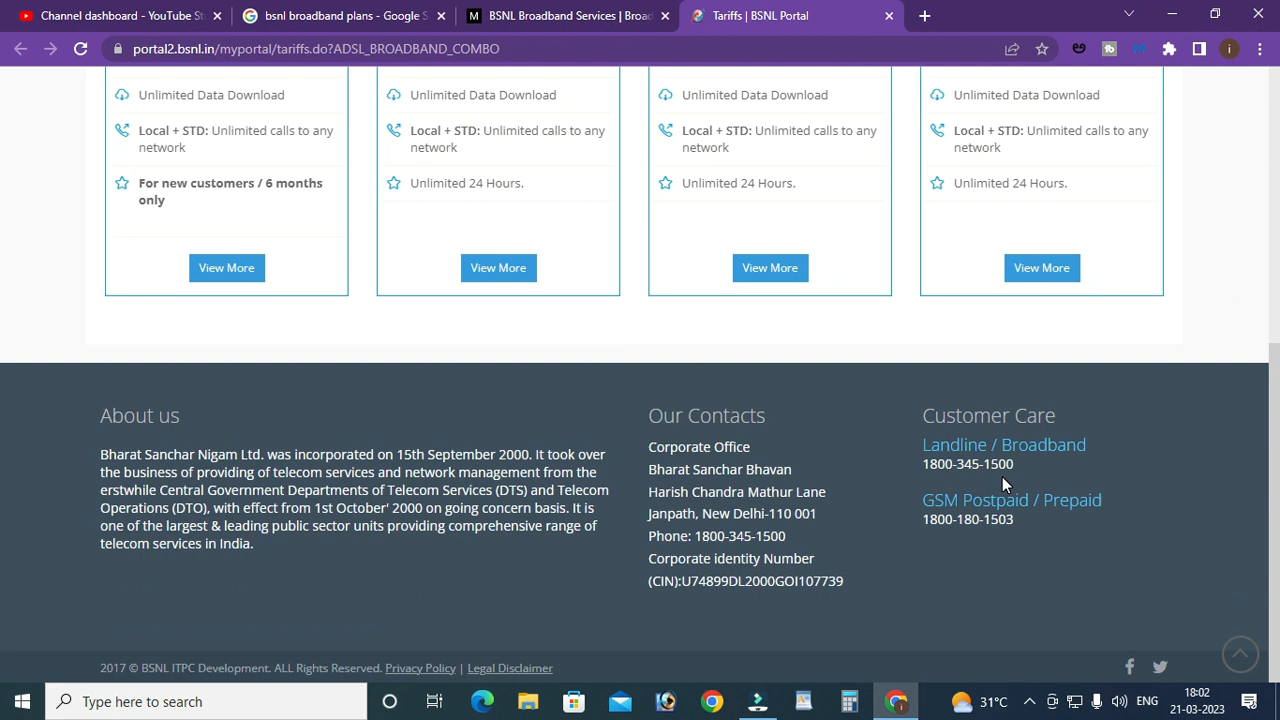 Channel dashboard - YouTube St
bsnl broadband plans - Google S
BSNL Broadband Services | Broad
Tariffs | BSNL Portal
portal2.bsnl.in/myportal/tariffs.do?ADSL_BROADBAND_COMBO
Unlimited Data Download
Local + STD: Unlimited calls to any
network
For new customers / 6 months
only
View More
Unlimited Data Download
Local + STD: Unlimited calls to any
network
Unlimited 24 Hours.
View More
Unlimited Data Download
Local + STD: Unlimited calls to any
network
Unlimited 24 Hours.
View More
Unlimited Data Download
Local + STD: Unlimited calls to any
network
Unlimited 24 Hours.
View More
About us
Bharat Sanchar Nigam Ltd. was incorporated on 15th September 2000. It took over
the business of providing of telecom services and network management from the
erstwhile Central Government Departments of Telecom Services (DTS) and Telecom
Operations (DTO), with effect from 1st October' 2000 on going concern basis. It is
one of the largest & leading public sector units providing comprehensive range of
telecom services in India.
Our Contacts
Corporate Office
Bharat Sanchar Bhavan
Harish Chandra Mathur Lane
Janpath, New Delhi-110 001
Phone: 1800-345-1500
Corporate identity Number
(CIN):U74899DL2000GOI107739
Customer Care
Landline / Broadband
1800-345-1500
GSM Postpaid / Prepaid
1800-180-1503
2017 © BSNL ITPC Development. ALL Rights Reserved. Privacy Policy | Legal Disclaimer
Type here to search
31°C
ENG
18:02
21-03-2023